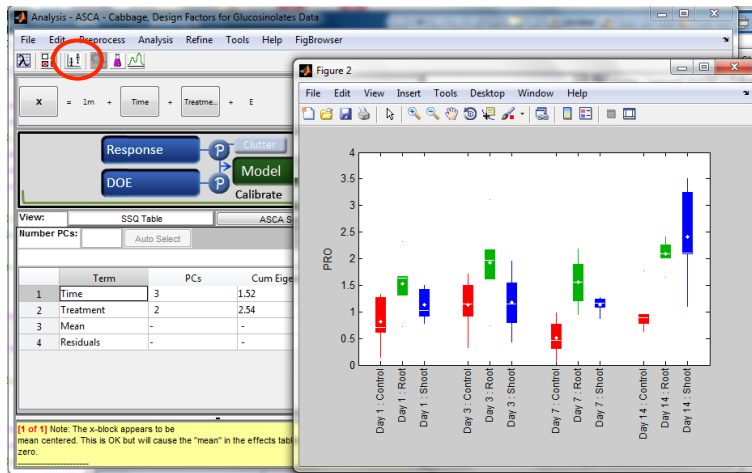 Analysis - ASCA - Cabbage, Design Factors for Glucosinolates Data
File Edit Preprocess Analysis Refine Tools Help FigBrowser
X = 1m + Time + Treatme.. + E
Response
P
Clutter
Model
DOE
P
Calibrate
View: SSQ Table ASCA S
Number PCs: Auto Select
Term PCs Cum Eige
1 Time 3 1.52
2 Treatment 2 2.54
3 Mean - -
4 Residuals - -
[1 of 1] Note: The x-block appears to be
mean centered. This is OK but will cause the "mean" in the effects tabl
zero.
Figure 2
File Edit View Insert Tools Desktop Window Help
4
3.5
3
2.5
2
1.5
1
0.5
0
PRO
Day 1 : Control
Day 1 : Root
Day 1 : Shoot
Day 3 : Control
Day 3 : Root
Day 3 : Shoot
Day 7 : Control
Day 7 : Root
Day 7 : Shoot
Day 14 : Control
Day 14 : Root
Day 14 : Shoot